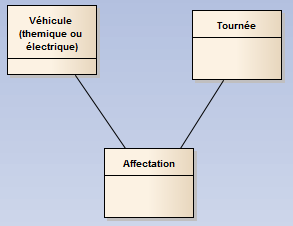 Véhicule
(themique ou
électrique)
Tournée
Affectation